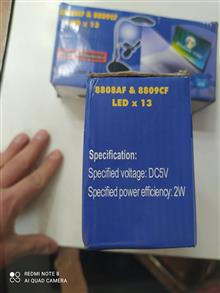 8808AF & 8809CF
LED x 13
8808AF & 8809CF
LED x 13
Specification:
Specified voltage: DC5V
Specified power efficiency: 2W
REDMI NOTE 8
AI QUAD CAMERA